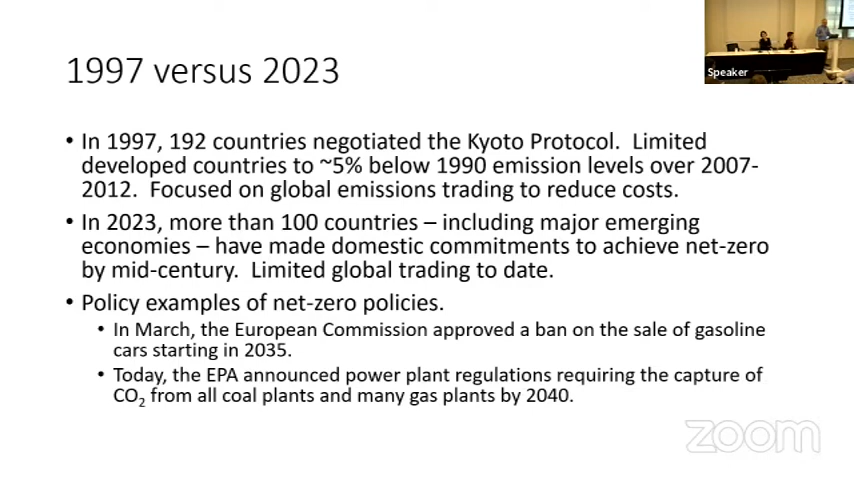 1997 versus 2023
Speaker
• In 1997, 192 countries negotiated the Kyoto Protocol.  Limited
developed countries to ~5% below 1990 emission levels over 2007-
2012.  Focused on global emissions trading to reduce costs.
• In 2023, more than 100 countries – including major emerging
economies – have made domestic commitments to achieve net-zero
by mid-century.  Limited global trading to date.
• Policy examples of net-zero policies.
• In March, the European Commission approved a ban on the sale of gasoline
cars starting in 2035.
• Today, the EPA announced power plant regulations requiring the capture of
CO₂ from all coal plants and many gas plants by 2040.
zoom